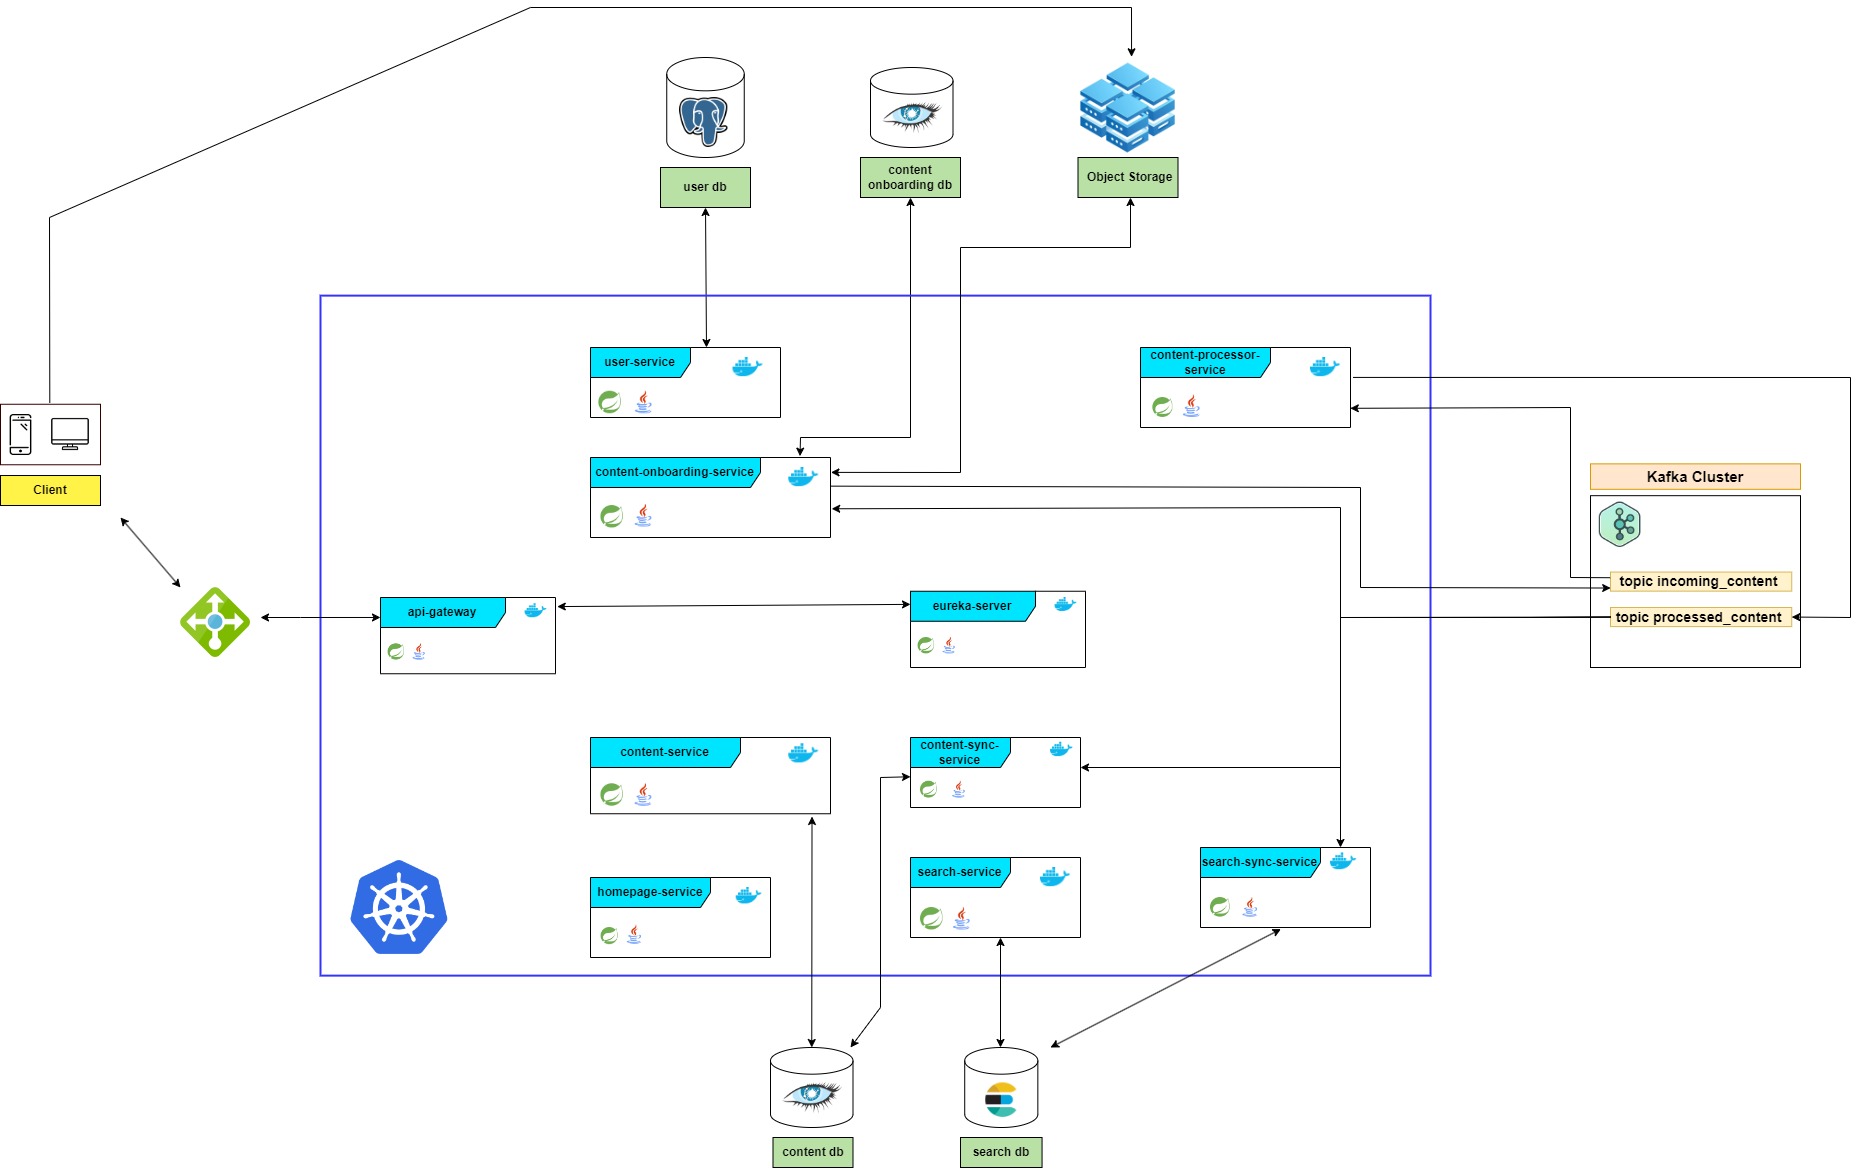 user db
content
onboarding db
Object Storage
user-service
content-processor-
service
content-onboarding-service
Client
Kafka Cluster
topic incoming_content
topic processed_content
api-gateway
eureka-server
content-service
content-sync-
service
homepage-service
search-service
search-sync-service
content db
search db